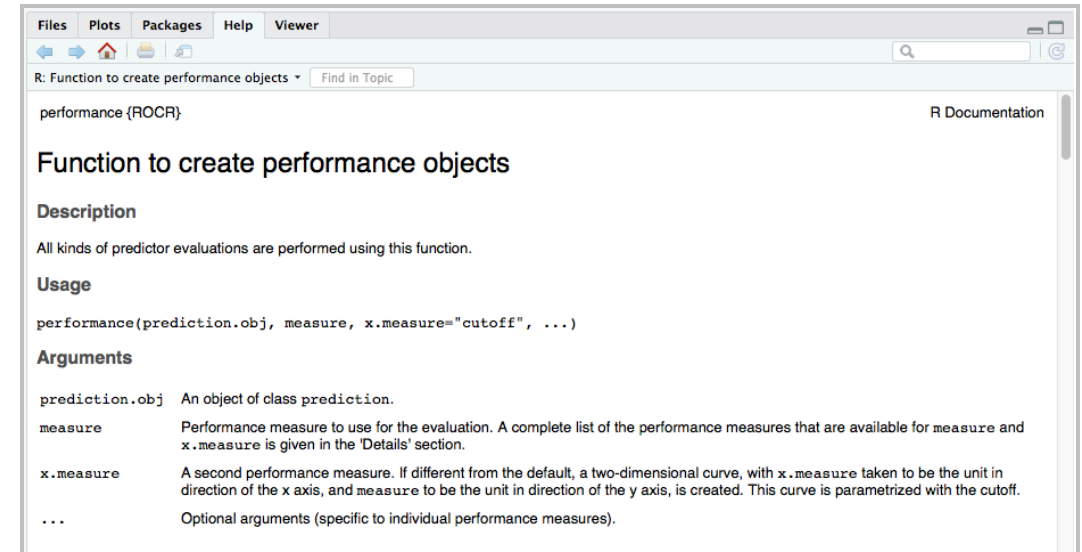 Files Plots Packages Help Viewer
R: Function to create performance objects Find in Topic
performance {ROCR} R Documentation
Function to create performance objects
Description
All kinds of predictor evaluations are performed using this function.
Usage
performance(prediction.obj, measure, x.measure="cutoff", ...)
Arguments
prediction.obj An object of class prediction.
measure Performance measure to use for the evaluation. A complete list of the performance measures that are available for measure and
x.measure is given in the 'Details' section.
x.measure A second performance measure. If different from the default, a two-dimensional curve, with x.measure taken to be the unit in
direction of the x axis, and measure to be the unit in direction of the y axis, is created. This curve is parametrized with the cutoff.
... Optional arguments (specific to individual performance measures).